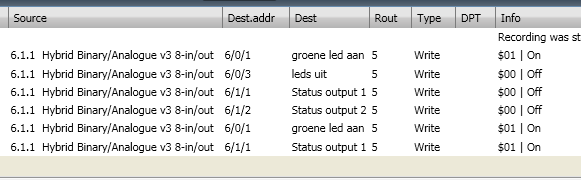 Source Dest.addr Dest Rout Type DPT Info
Recording was st
6.1.1 Hybrid Binary/Analogue v3 8-in/out 6/0/1 groene led aan 5 Write $01 | On
6.1.1 Hybrid Binary/Analogue v3 8-in/out 6/0/3 leds uit 5 Write $00 | Off
6.1.1 Hybrid Binary/Analogue v3 8-in/out 6/1/1 Status output 1 5 Write $00 | Off
6.1.1 Hybrid Binary/Analogue v3 8-in/out 6/1/2 Status output 2 5 Write $00 | Off
6.1.1 Hybrid Binary/Analogue v3 8-in/out 6/0/1 groene led aan 5 Write $01 | On
6.1.1 Hybrid Binary/Analogue v3 8-in/out 6/1/1 Status output 1 5 Write $01 | On